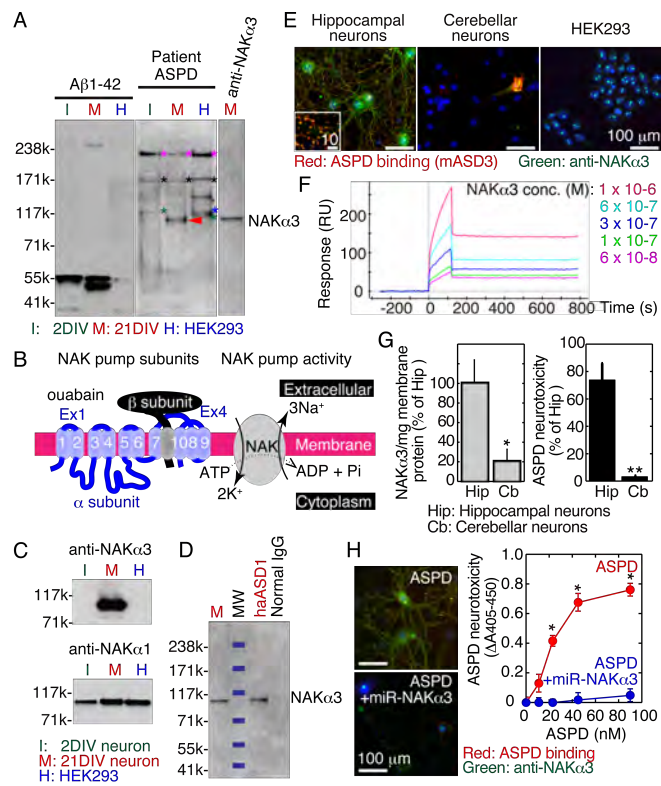 A
Aβ1-42
Patient
ASPD
anti-NAKα3
I M H I M H M
238k
171k
117k
71k
55k
41k
NAKα3
I: 2DIV M: 21DIV H: HEK293
B
NAK pump subunits
NAK pump activity
ouabain
Ex1
β subunit
Ex4
Extracellular
3Na+
1 2 3 4 5 6 7 10 8 9
NAK
Membrane
ATP
ADP + Pi
2K+
α subunit
Cytoplasm
C
anti-NAKα3
I M H
117k
71k
anti-NAKα1
I M H
117k
71k
I: 2DIV neuron
M: 21DIV neuron
H: HEK293
D
M
MW
haASD1
Normal IgG
238k
171k
117k
71k
55k
41k
NAKα3
E
Hippocampal
neurons
Cerebellar
neurons
HEK293
10
100 µm
Red: ASPD binding (mASD3)
Green: anti-NAKα3
F
Response (RU)
200
100
0
NAKα3 conc. (M):
1 x 10-6
6 x 10-7
3 x 10-7
1 x 10-7
6 x 10-8
-200 0 200 400 600 800
Time (s)
G
NAKα3/mg membrane
protein (% of Hip )
100
80
60
40
20
0
*
Hip Cb
ASPD neurotoxicity
(% of Hip )
100
80
60
40
20
0
**
Hip Cb
Hip: Hippocampal neurons
Cb: Cerebellar neurons
H
ASPD
ASPD
+miR-NAKα3
100 µm
ASPD neurotoxicity
(ΔA405-450)
1.0
0.8
0.6
0.4
0.2
0
ASPD
*
*
*
ASPD
+miR-NAKα3
0 20 40 60 80 100
ASPD (nM)
Red: ASPD binding
Green: anti-NAKα3